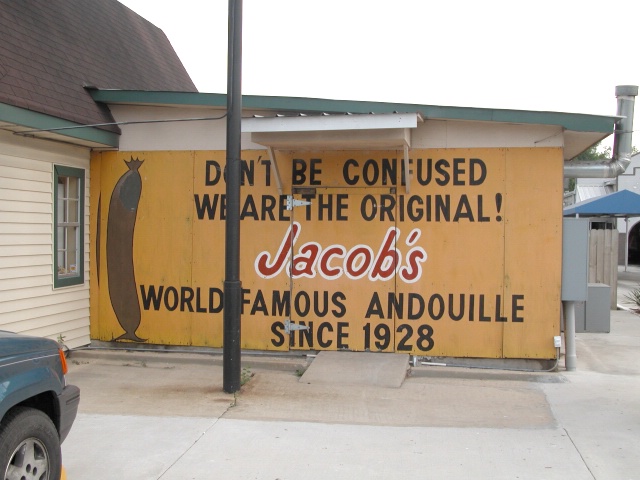 DON'T BE CONFUSED
WE ARE THE ORIGINAL!
Jacob's
WORLD FAMOUS ANDOUILLE
SINCE 1928